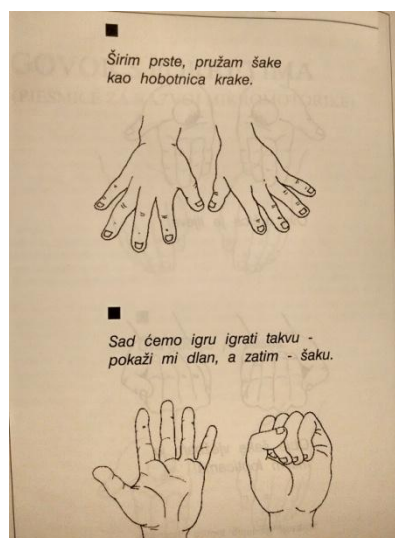 Širim prste, pružam šake
kao hobotnica krake.
Sad ćemo igru igrati takvu -
pokaži mi dlan, a zatim - šaku.